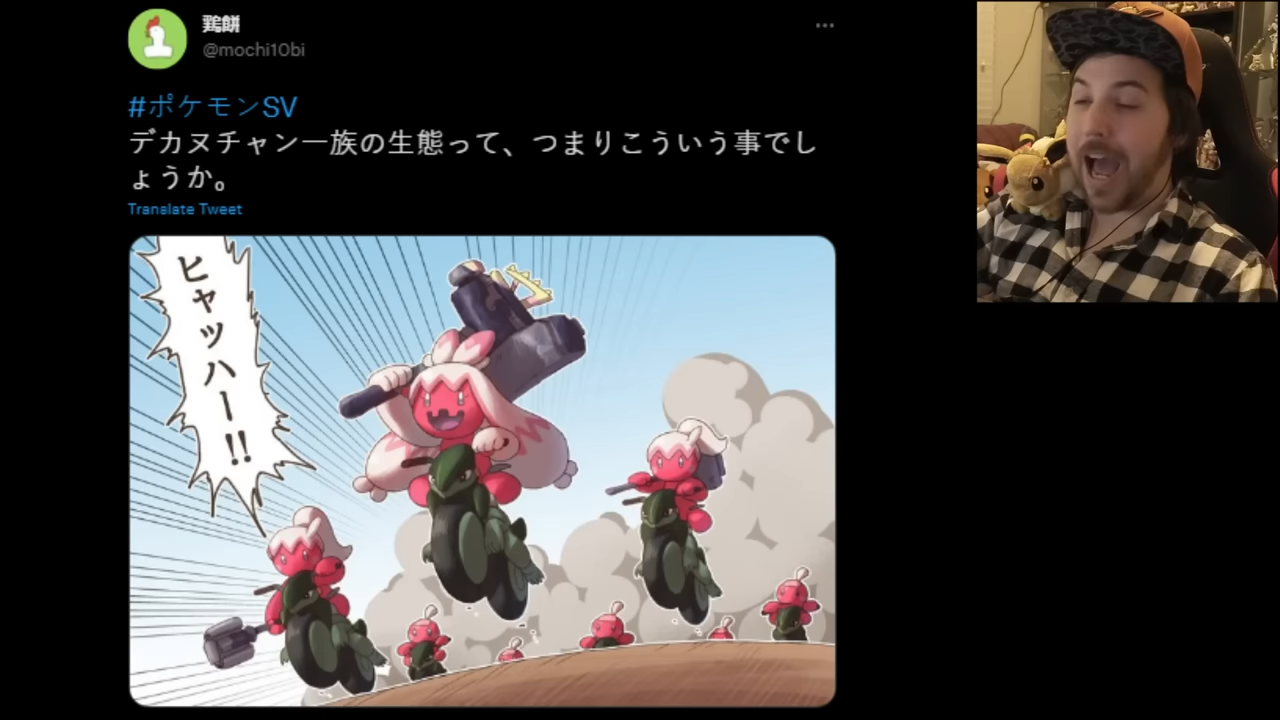 鶏餅
@mochi10bi
#ポケモンSV
デカヌチャン一族の生態って、つまりこういう事でし
ょうか。
Translate Tweet
ヒャッハー!!